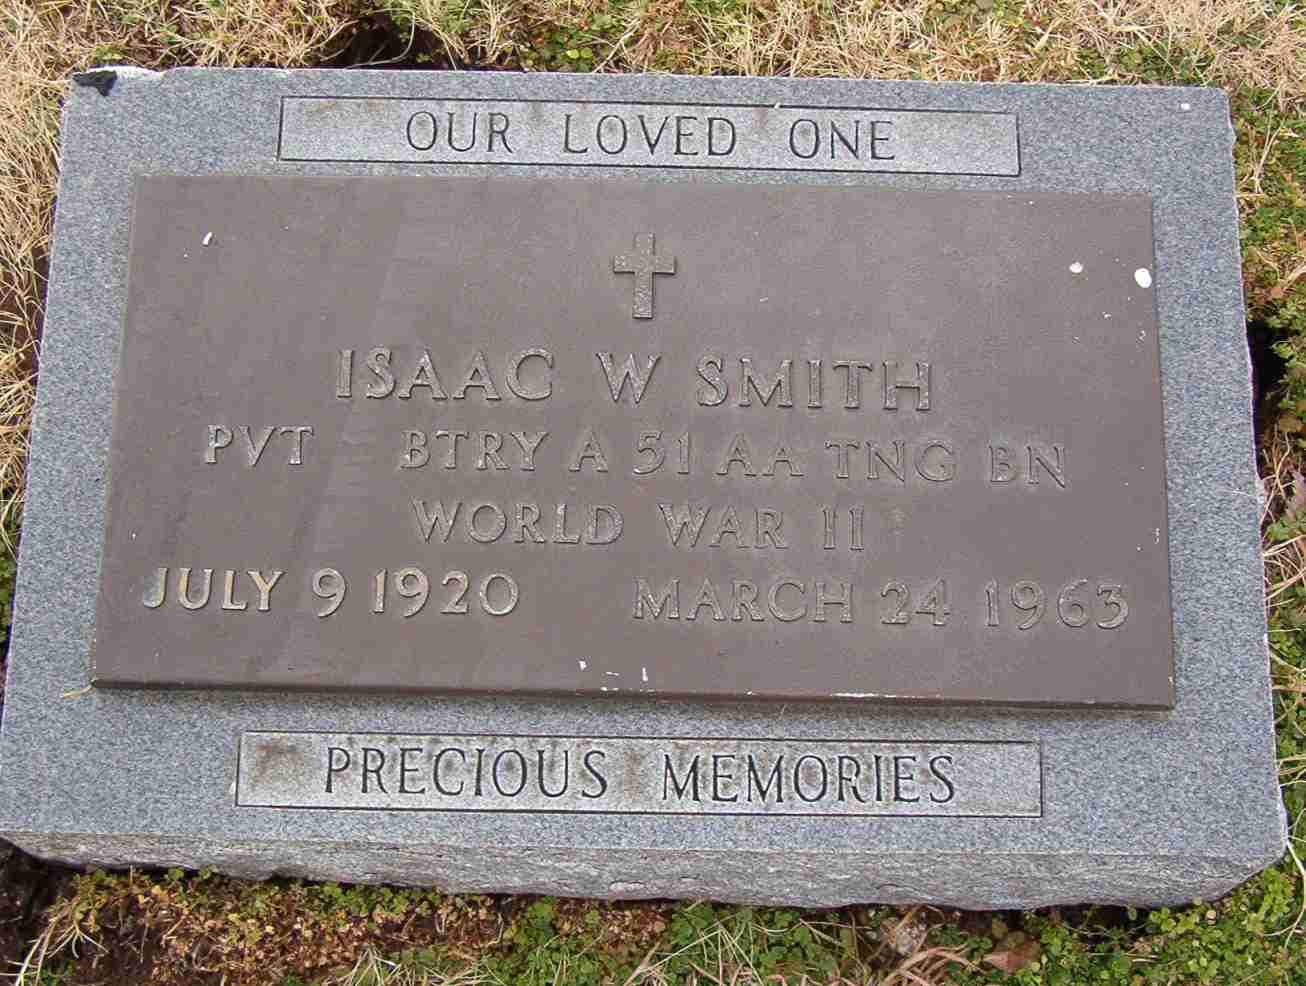 OUR LOVED ONE
ISAAC W SMITH
PVT BTRY A 51 AA TNG BN
WORLD WAR II
JULY 9 1920 MARCH 24 1963
PRECIOUS MEMORIES